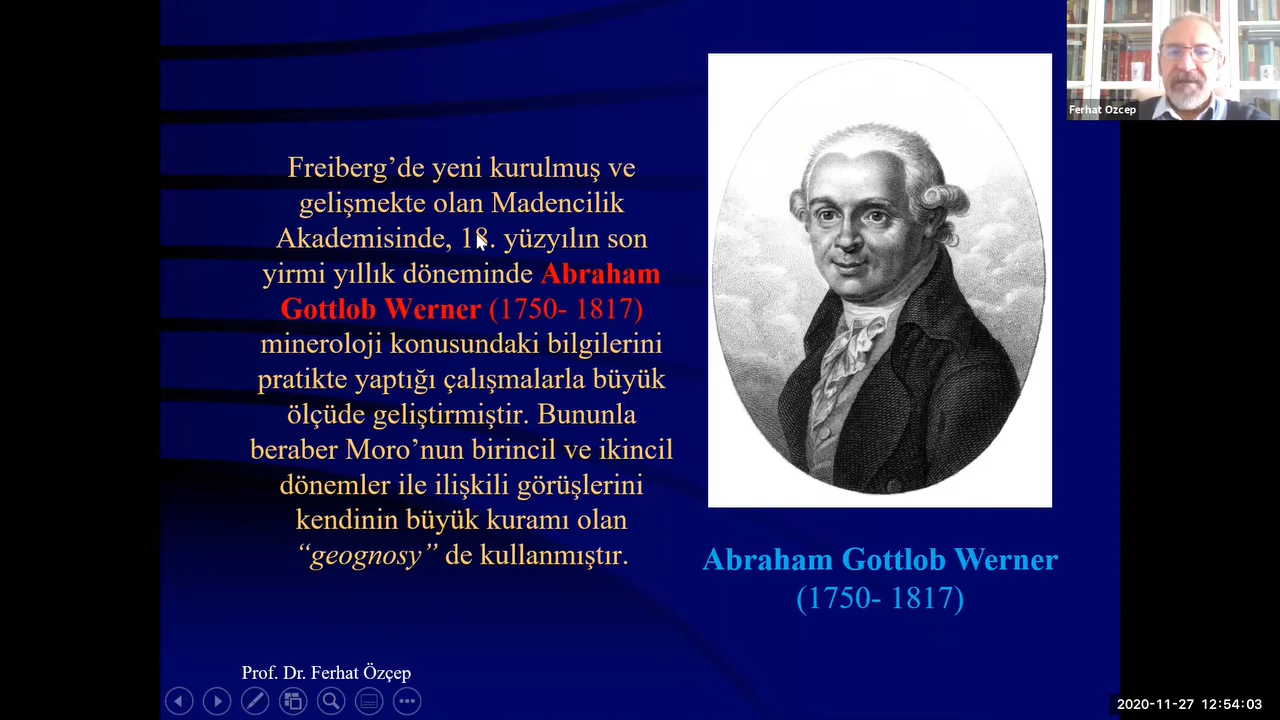 Ferhat Ozcep
Freiberg’de yeni kurulmuş ve
gelişmekte olan Madencilik
Akademisinde, 18. yüzyılın son
yirmi yıllık döneminde Abraham
Gottlob Werner (1750- 1817)
mineroloji konusundaki bilgilerini
pratikte yaptığı çalışmalarla büyük
ölçüde geliştirmiştir. Bununla
beraber Moro’nun birincil ve ikincil
dönemler ile ilişkili görüşlerini
kendinin büyük kuramı olan
“geognosy” de kullanmıştır.
Abraham Gottlob Werner
(1750- 1817)
Prof. Dr. Ferhat Özçep
2020-11-27 12:54:03